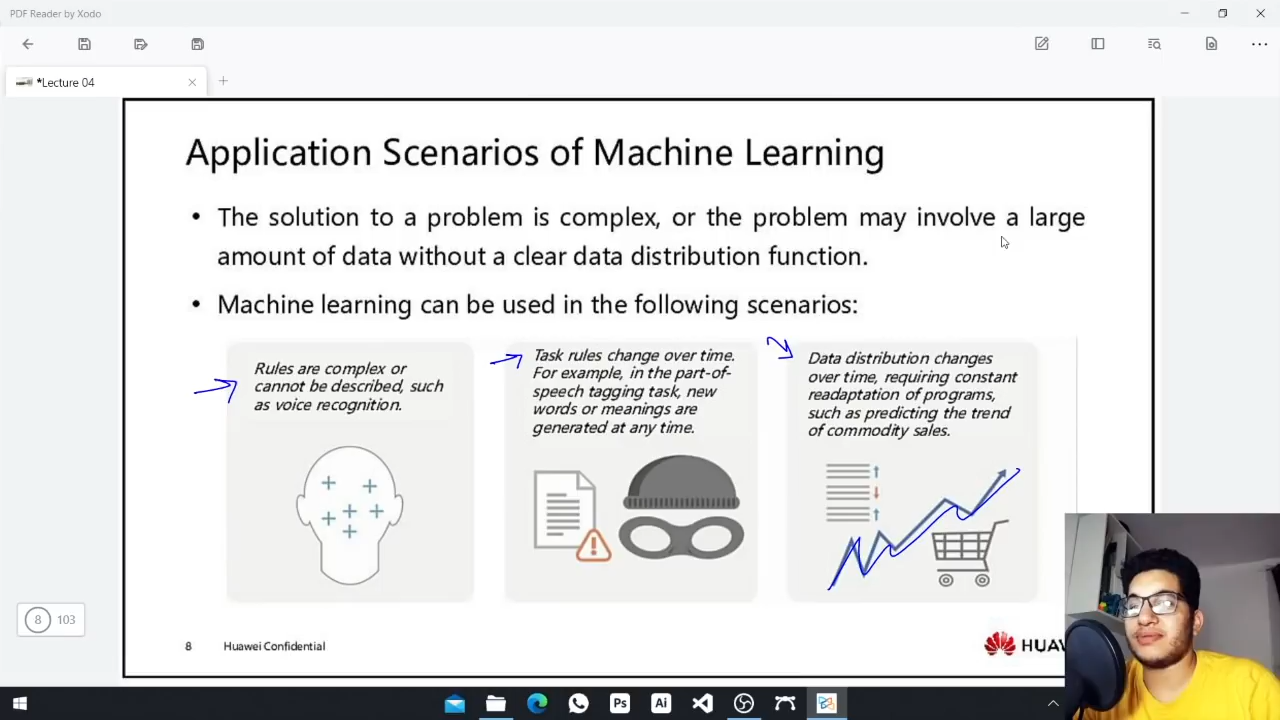 PDF Reader by Xodo
*Lecture 04
Application Scenarios of Machine Learning
• The solution to a problem is complex, or the problem may involve a large
amount of data without a clear data distribution function.
• Machine learning can be used in the following scenarios:
Rules are complex or
cannot be described, such
as voice recognition.
Task rules change over time.
For example, in the part-of-
speech tagging task, new
words or meanings are
generated at any time.
Data distribution changes
over time, requiring constant
readaptation of programs,
such as predicting the trend
of commodity sales.
8 103
8 Huawei Confidential
HUAW
Ps
Ai